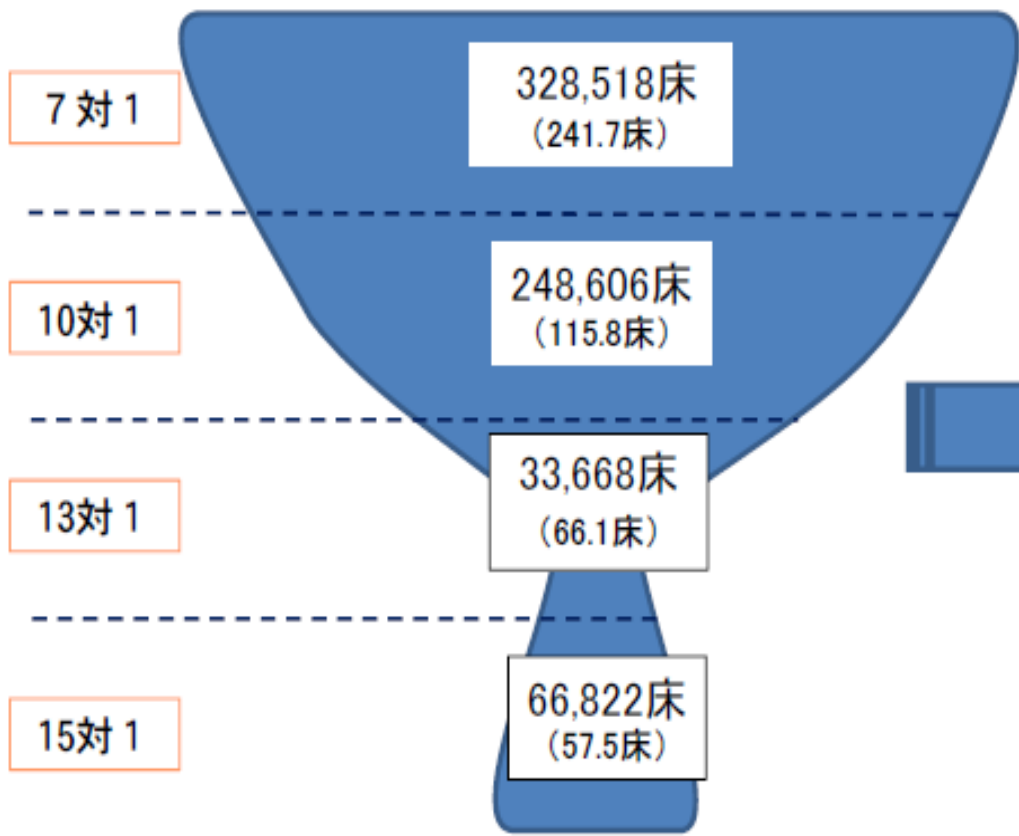 7対1
328,518床
（241.7床）
10対1
248,606床
（115.8床）
13対1
33,668床
（66.1床）
15対1
66,822床
（57.5床）